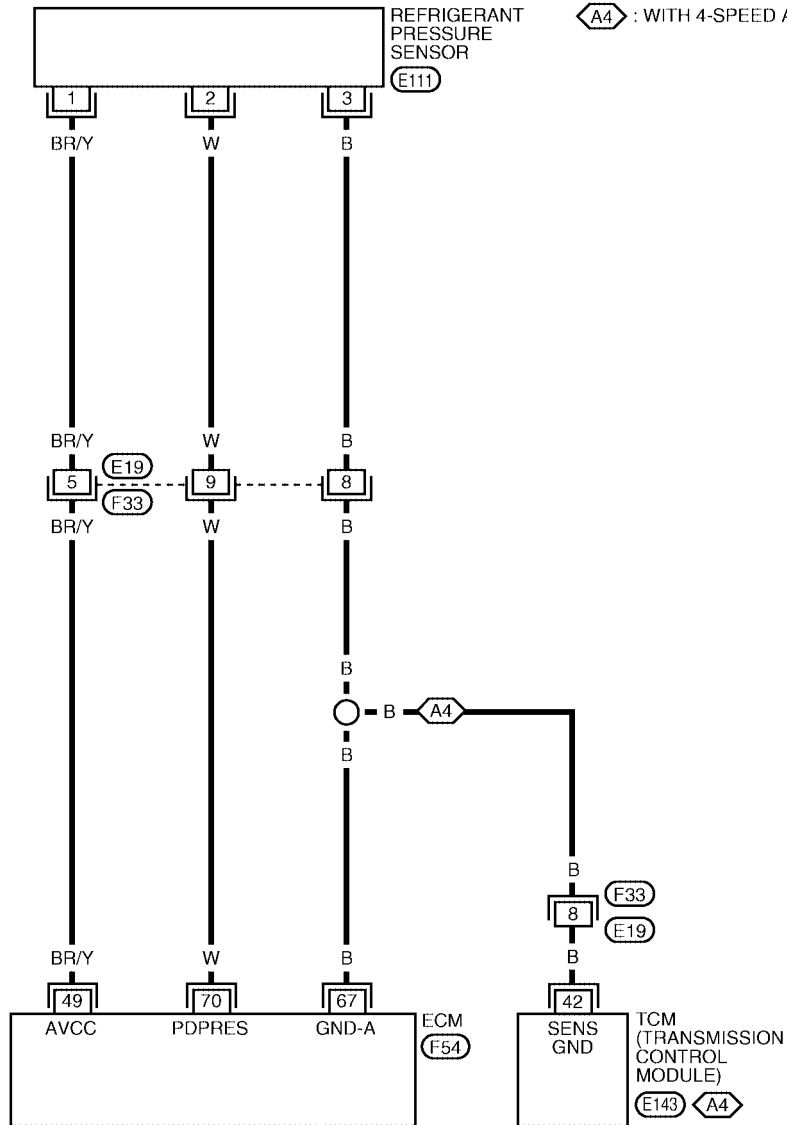 REFRIGERANT
PRESSURE
SENSOR
E111
A4 : WITH 4-SPEED A
1 2 3
BR/Y W B
BR/Y W B
5 E19 9 8
F33
BR/Y W B
B
B A4
B
B
8 F33
E19
BR/Y W B B
49 70 67 42
AVCC PDPRES GND-A
ECM
F54
SENS
GND
TCM
(TRANSMISSION
CONTROL
MODULE)
E143 A4